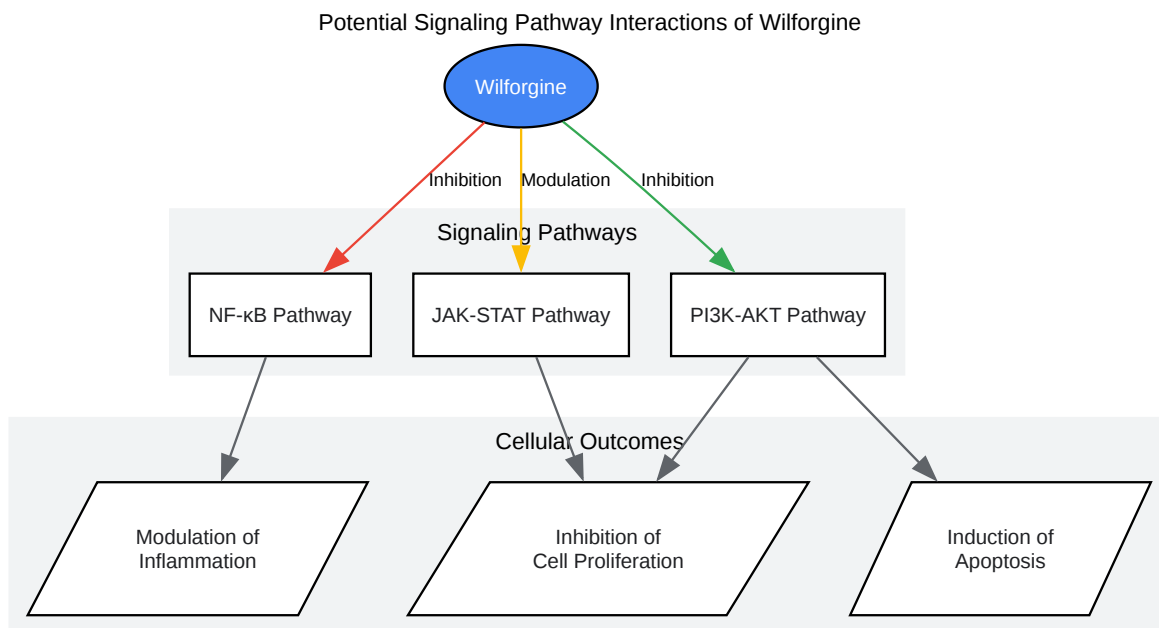 Potential Signaling Pathway Interactions of Wilforgine
Wilforgine
Inhibition
Modulation
Inhibition
Signaling Pathways
NF-κB Pathway
JAK-STAT Pathway
PI3K-AKT Pathway
Cellular Outcomes
Modulation of
Inflammation
Inhibition of
Cell Proliferation
Induction of
Apoptosis